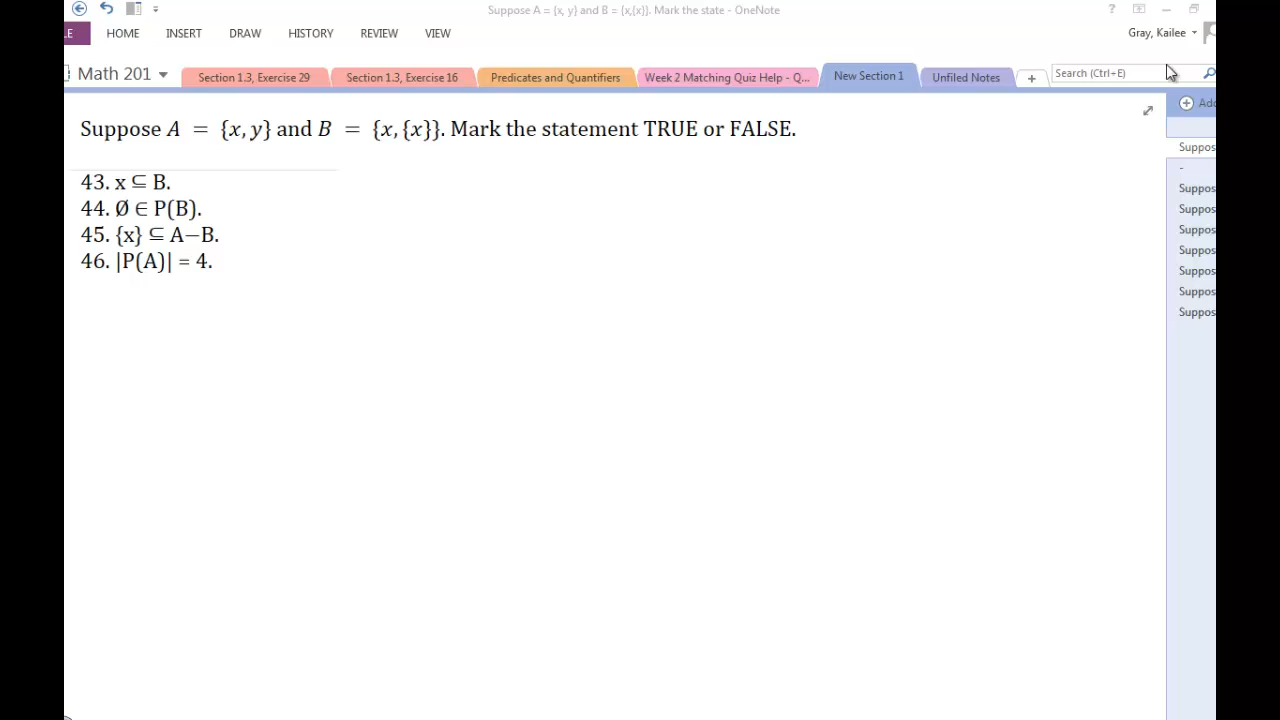 Suppose A = {x, y} and B = {x,{x}}. Mark the state - OneNote
?
LE HOME INSERT DRAW HISTORY REVIEW VIEW
Gray, Kailee
Math 201
Section 1.3, Exercise 29
Section 1.3, Exercise 16
Predicates and Quantifiers
Week 2 Matching Quiz Help - Q...
New Section 1
Unfiled Notes
+
Search (Ctrl+E)
Add
Suppose A = {x, y} and B = {x, {x}}. Mark the statement TRUE or FALSE.
43. x ⊆ B.
44. Ø ∈ P(B).
45. {x} ⊆ A−B.
46. |P(A)| = 4.
Suppos
-
Suppos
Suppos
Suppos
Suppos
Suppos
Suppos
Suppos